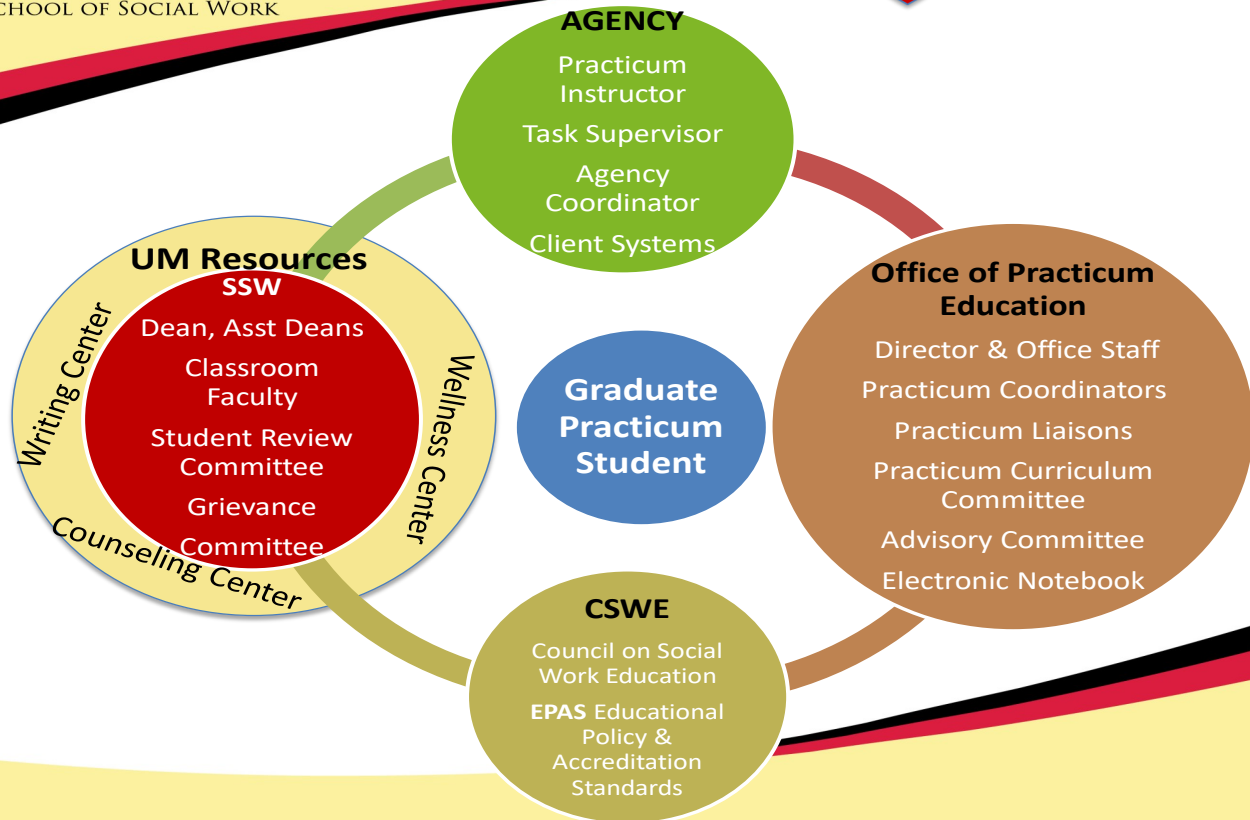 SCHOOL OF SOCIAL WORK
AGENCY
Practicum
Instructor
Task Supervisor
Agency
Coordinator
Client Systems
UM Resources
SSW
Dean, Asst Deans
Classroom
Faculty
Student Review
Committee
Grievance
Committee
Writing Center
Counseling Center
Wellness Center
Graduate
Practicum
Student
Office of Practicum
Education
Director & Office Staff
Practicum Coordinators
Practicum Liaisons
Practicum Curriculum
Committee
Advisory Committee
Electronic Notebook
CSWE
Council on Social
Work Education
EPAS Educational
Policy &
Accreditation
Standards